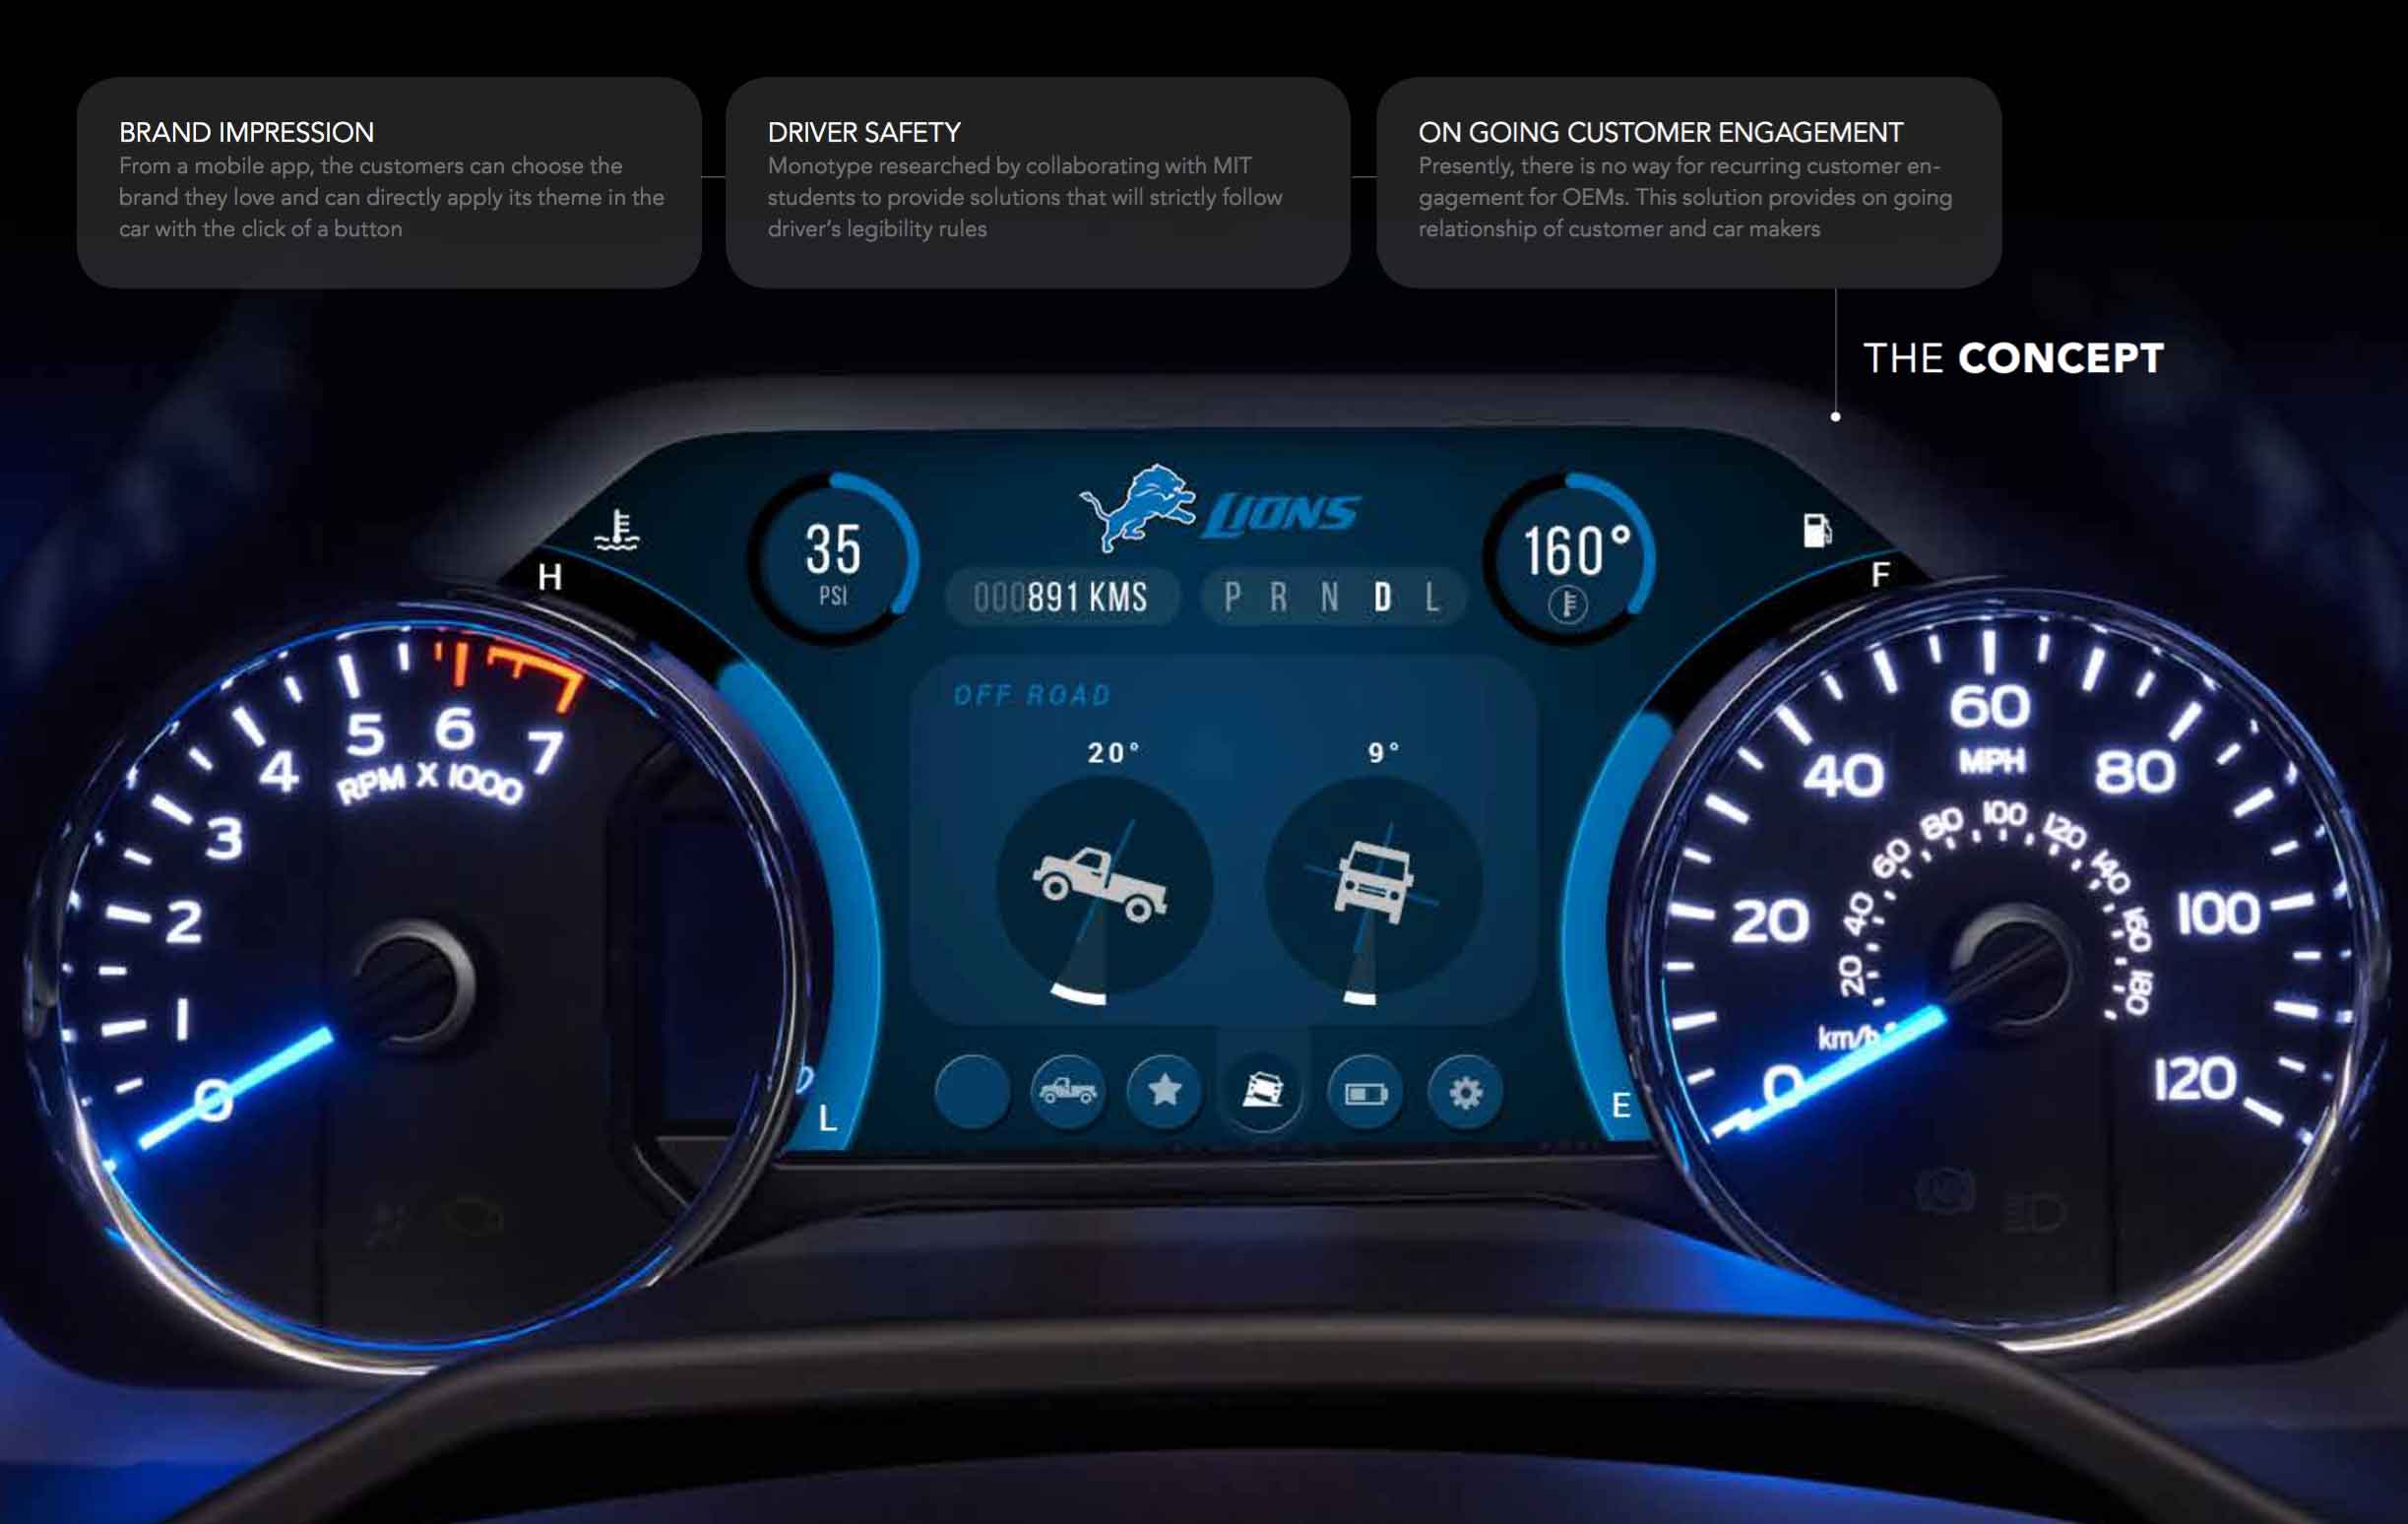 BRAND IMPRESSION
From a mobile app, the customers can choose the
brand they love and can directly apply its theme in the
car with the click of a button
DRIVER SAFETY
Monotype researched by collaborating with MIT
students to provide solutions that will strictly follow
driver's legibility rules
ON GOING CUSTOMER ENGAGEMENT
Presently, there is no way for recurring customer en-
gagement for OEMs. This solution provides on going
relationship of customer and car makers
THE CONCEPT
LIONS
35
PSI
000891 KMS
P R N D L
160°
H
L
F
E
OFF ROAD
20°
9°
0
1
2
3
4
5
6
7
RPM X 1000
0
20
40
60
80
100
120
MPH
20
40
60
80
100
120
140
160
180
km/h